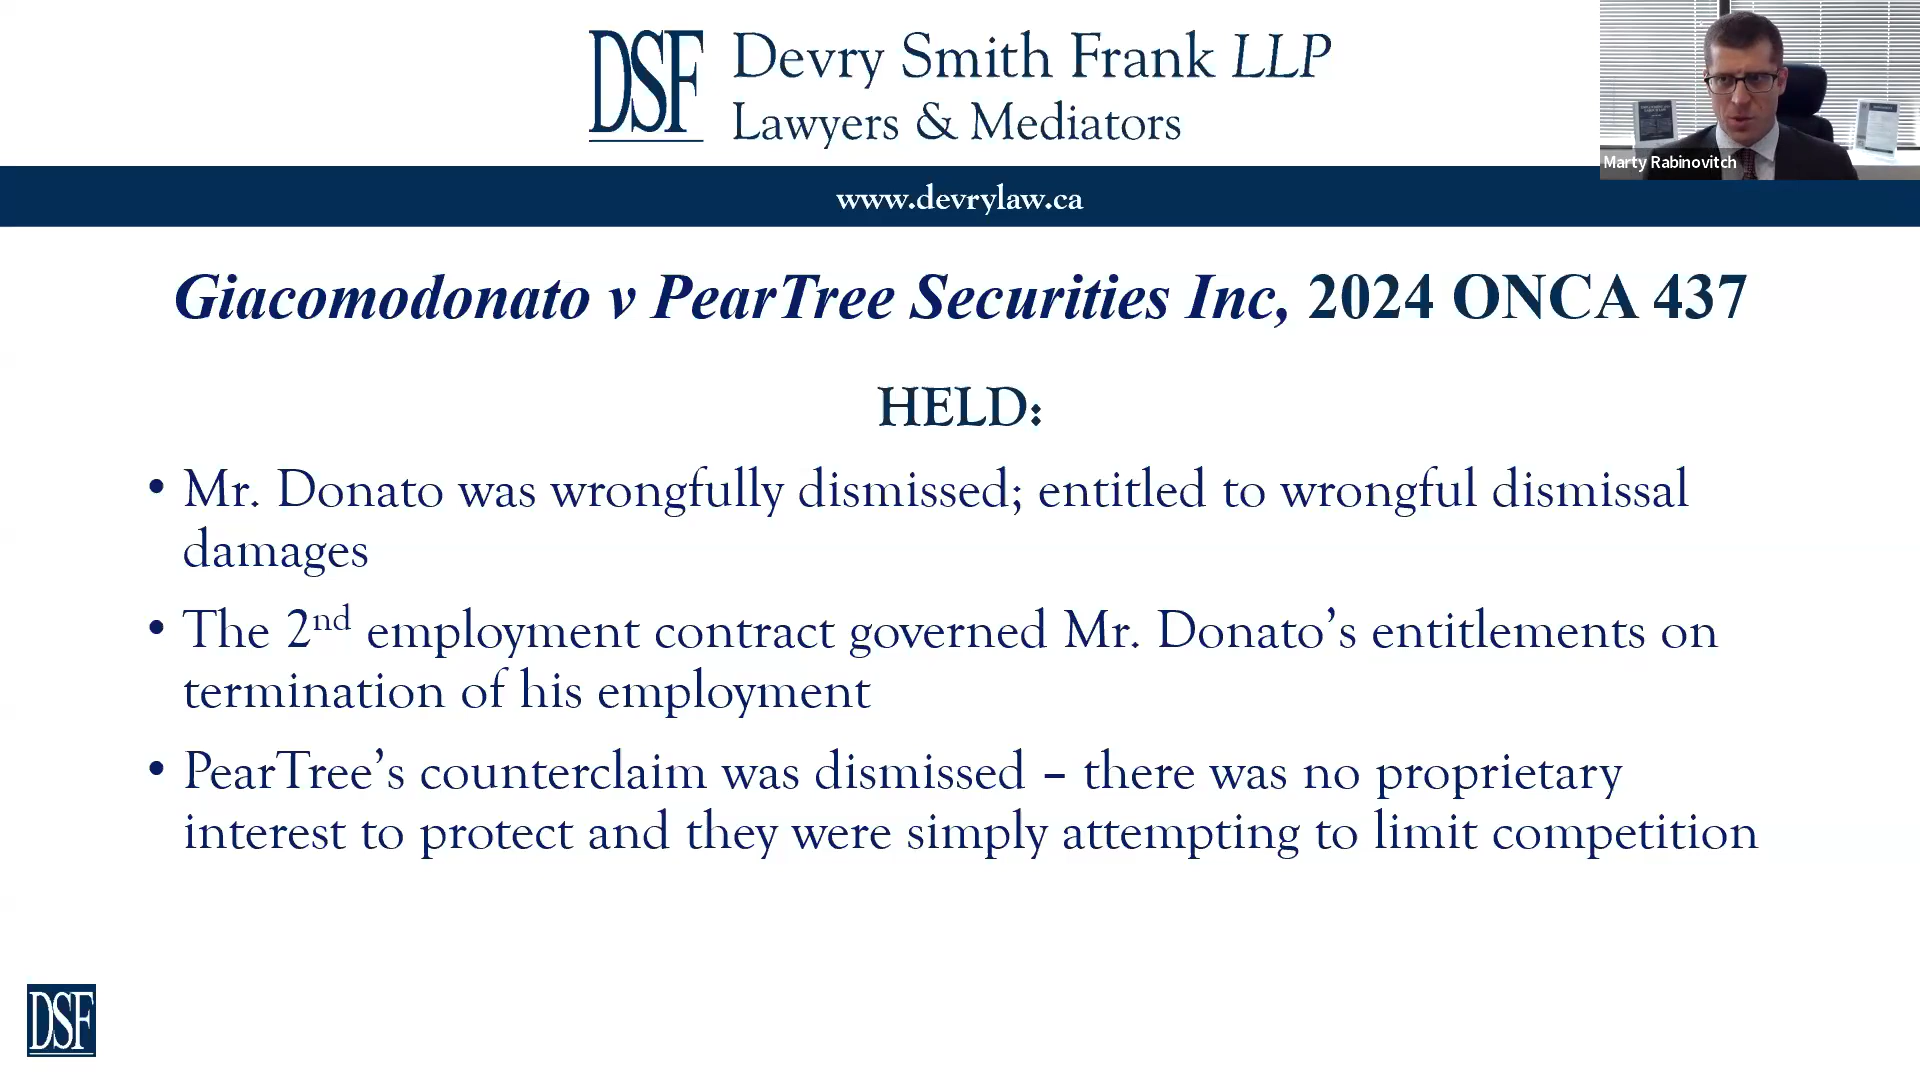 DSF
Devry Smith Frank LLP
Lawyers & Mediators
Marty Rabinovitch
www.devrylaw.ca
Giacomodonato v PearTree Securities Inc, 2024 ONCA 437
HELD:
• Mr. Donato was wrongfully dismissed; entitled to wrongful dismissal
damages
• The 2nd employment contract governed Mr. Donato’s entitlements on
termination of his employment
• PearTree’s counterclaim was dismissed – there was no proprietary
interest to protect and they were simply attempting to limit competition
DSF